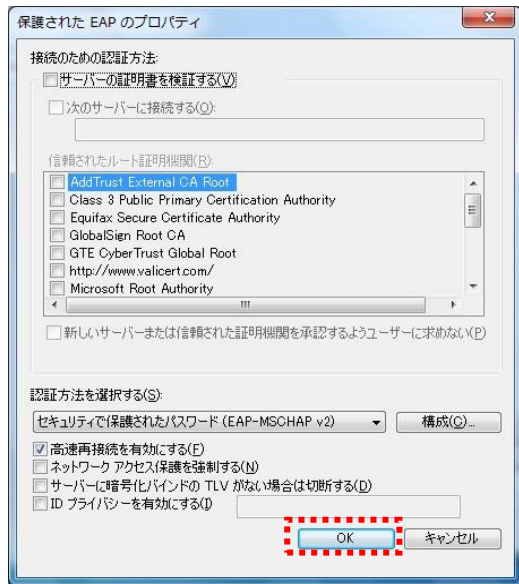 保護された EAP のプロパティ
接続のための認証方法:
サーバーの証明書を検証する(V)
次のサーバーに接続する(O):
信頼されたルート証明機関(R):
AddTrust External CA Root
Class 3 Public Primary Certification Authority
Equifax Secure Certificate Authority
GlobalSign Root CA
GTE CyberTrust Global Root
http://www.valicert.com/
Microsoft Root Authority
新しいサーバーまたは信頼された証明機関を承認するようユーザーに求めない(P)
認証方法を選択する(S):
セキュリティで保護されたパスワード (EAP-MSCHAP v2)
構成(C)...
高速再接続を有効にする(F)
ネットワーク アクセス保護を強制する(N)
サーバーに暗号化バインドの TLV がない場合は切断する(D)
ID プライバシーを有効にする(I)
OK
キャンセル